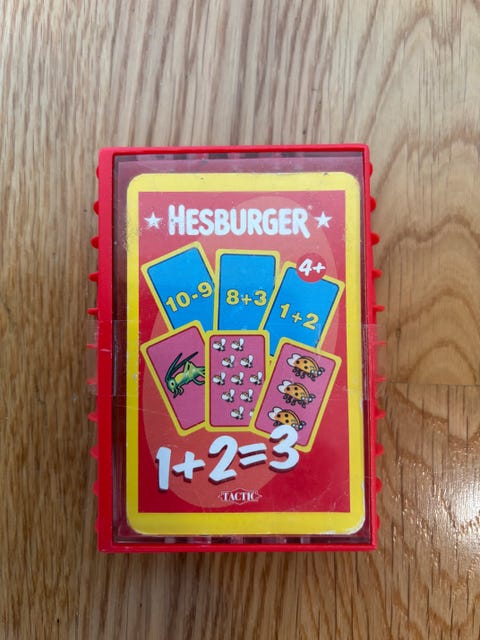 HESBURGER
4+
10-9
8+3
1+2
1+2=3
TACTIC